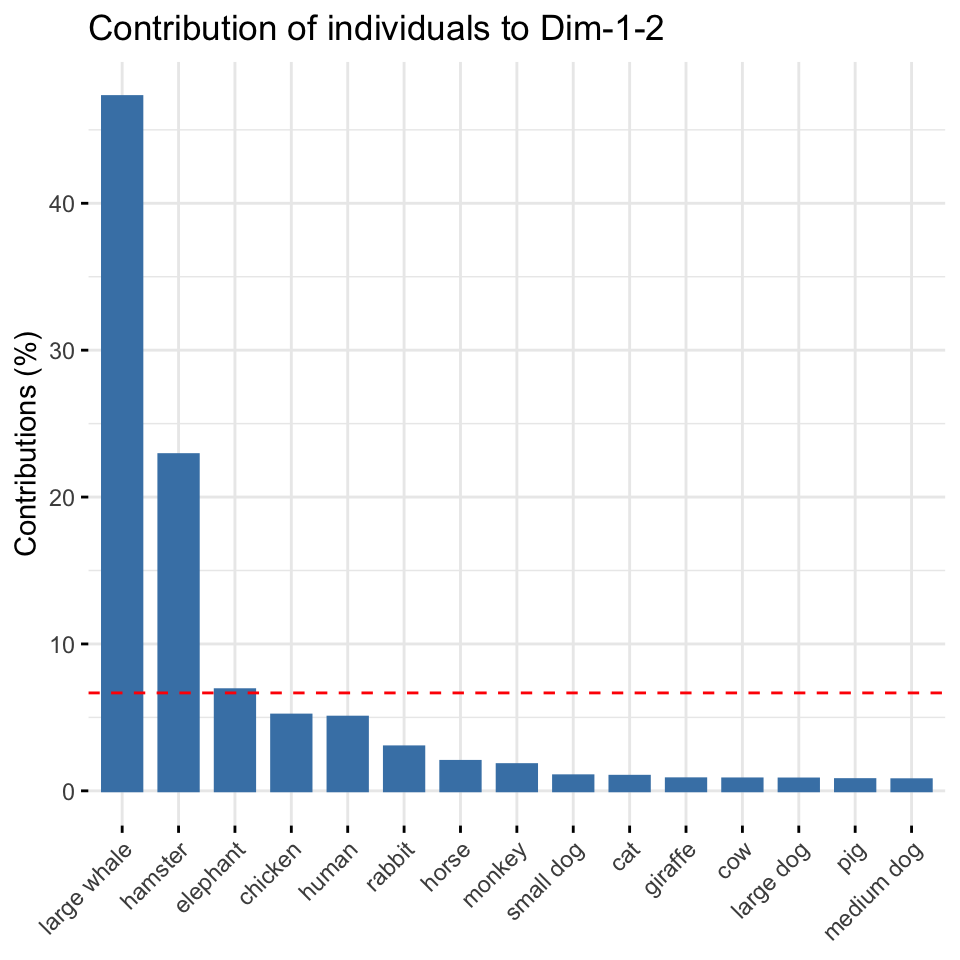 Contribution of individuals to Dim-1-2
Contributions (%)
40
30
20
10
0
large whale
hamster
elephant
chicken
human
rabbit
horse
monkey
small dog
cat
giraffe
cow
large dog
pig
medium dog